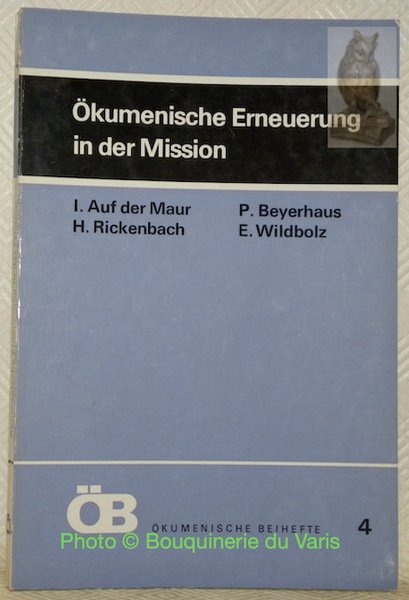 Ökumenische Erneuerung
in der Mission
I. Auf der Maur P. Beyerhaus
H. Rickenbach E. Wildbolz
ÖB ÖKUMENISCHE BEIHEFTE 4
Photo © Bouquinerie du Varis